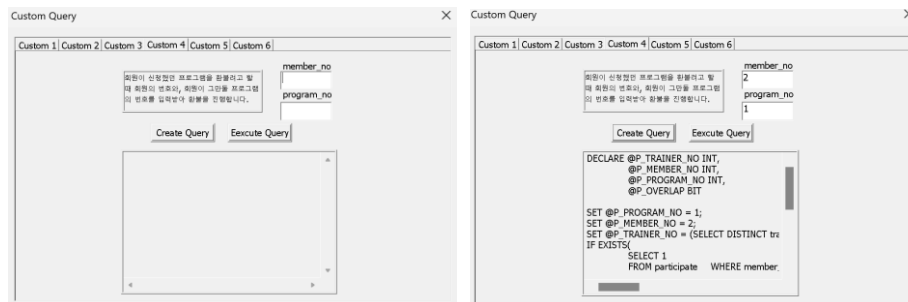 Custom Query
Custom 1 Custom 2 Custom 3 Custom 4 Custom 5 Custom 6
회원이 신청했던 프로그램을 환불려고 할
때 회원의 번호와, 회원이 그만둘 프로그램
의 번호를 입력받아 환불을 진행합니다.
member_no
program_no
Create Query Eexcute Query
Custom Query
Custom 1 Custom 2 Custom 3 Custom 4 Custom 5 Custom 6
회원이 신청했던 프로그램을 환불려고 할
때 회원의 번호와, 회원이 그만둘 프로그램
의 번호를 입력받아 환불을 진행합니다.
member_no
2
program_no
1
Create Query Eexcute Query
DECLARE @P_TRAINER_NO INT,
@P_MEMBER_NO INT,
@P_PROGRAM_NO INT,
@P_OVERLAP BIT
SET @P_PROGRAM_NO = 1;
SET @P_MEMBER_NO = 2;
SET @P_TRAINER_NO = (SELECT DISTINCT tra
IF EXISTS(
SELECT 1
FROM participate WHERE member_